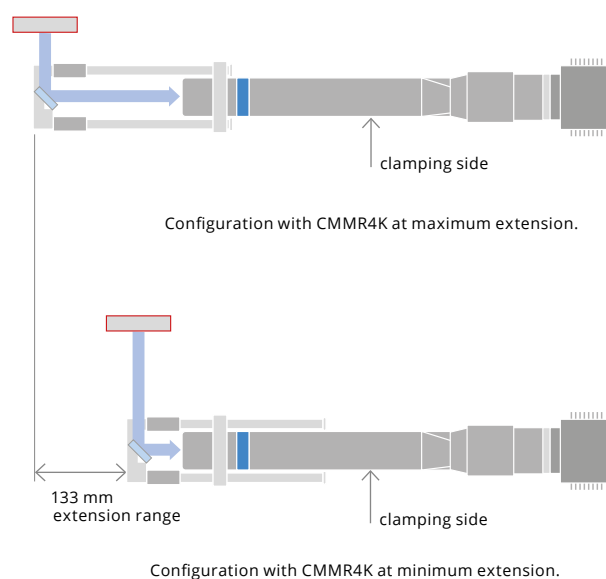 clamping side
Configuration with CMMR4K at maximum extension.
133 mm
extension range
clamping side
Configuration with CMMR4K at minimum extension.